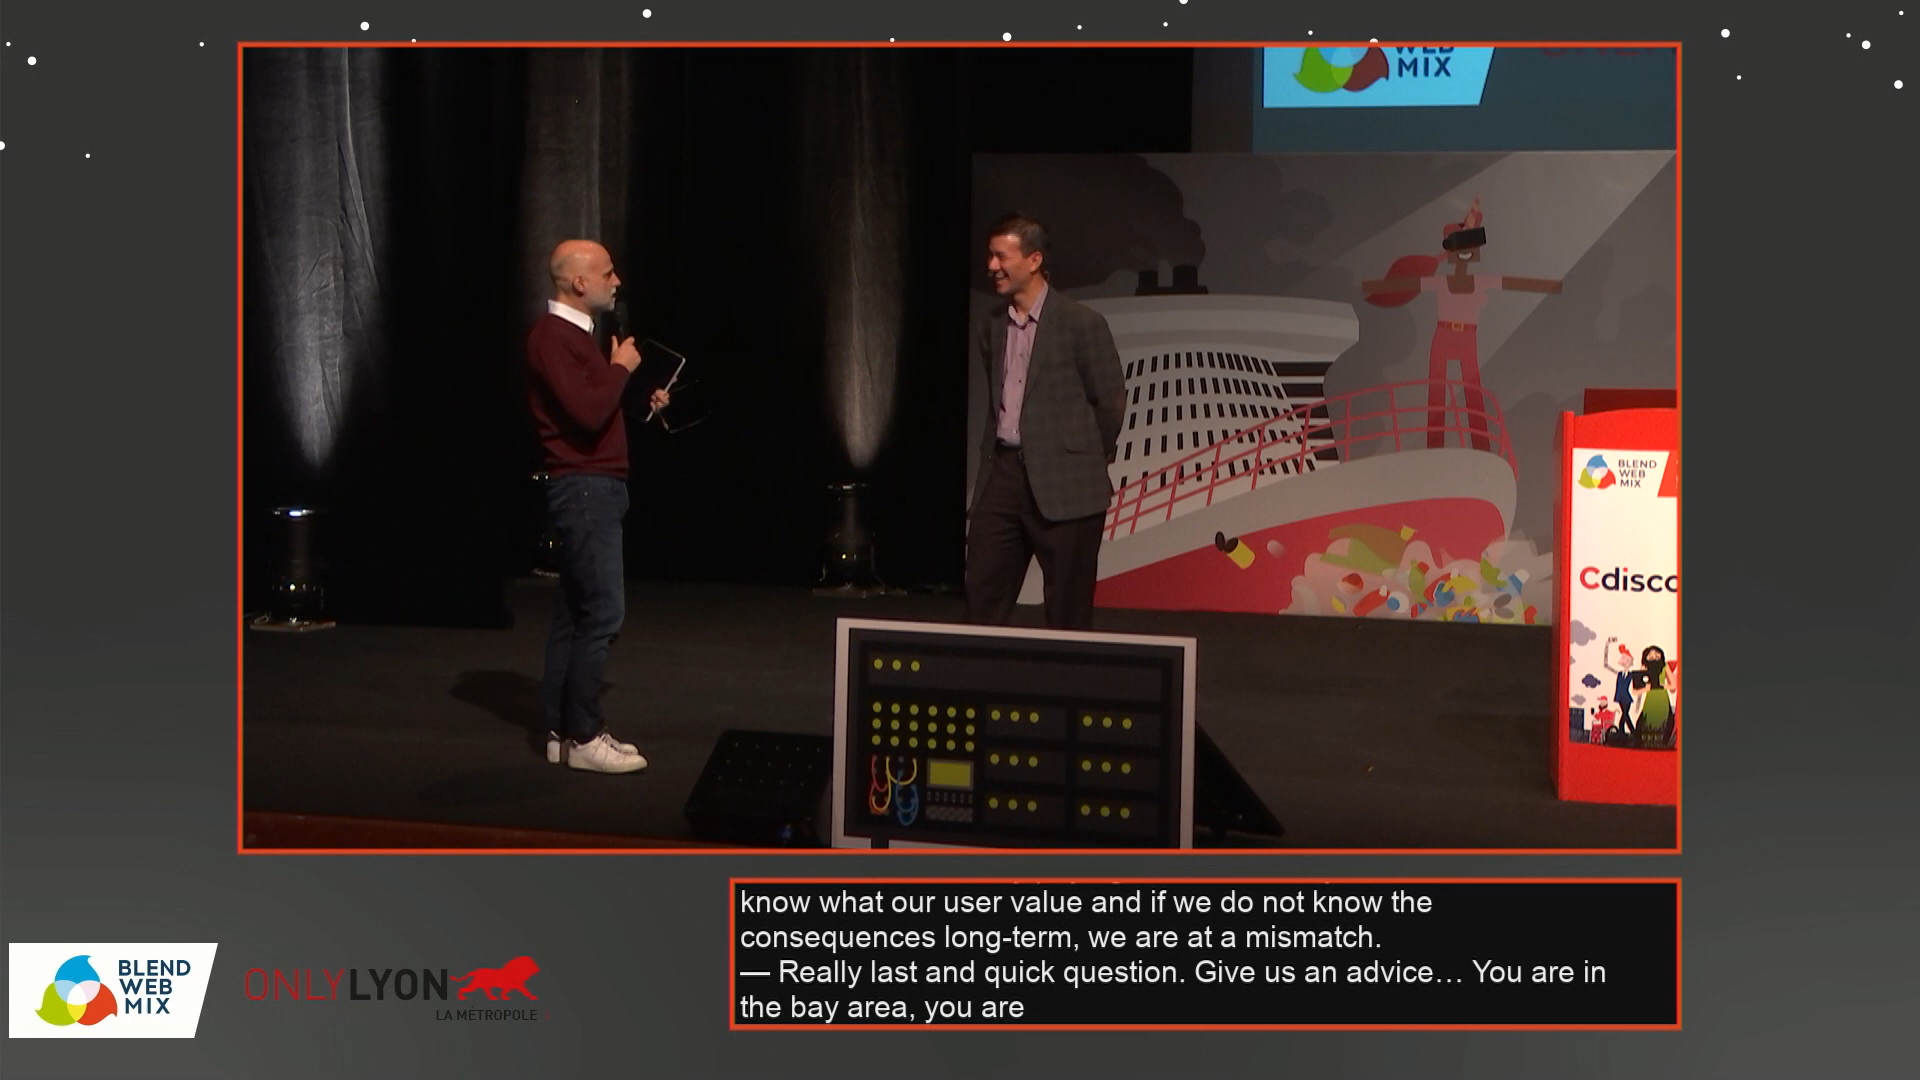 WEB
MIX
BLEND
WEB
MIX
Cdisco
know what our user value and if we do not know the
consequences long-term, we are at a mismatch.
— Really last and quick question. Give us an advice… You are in
the bay area, you are
BLEND
WEB
MIX
ONLYLYON
LA MÉTROPOLE